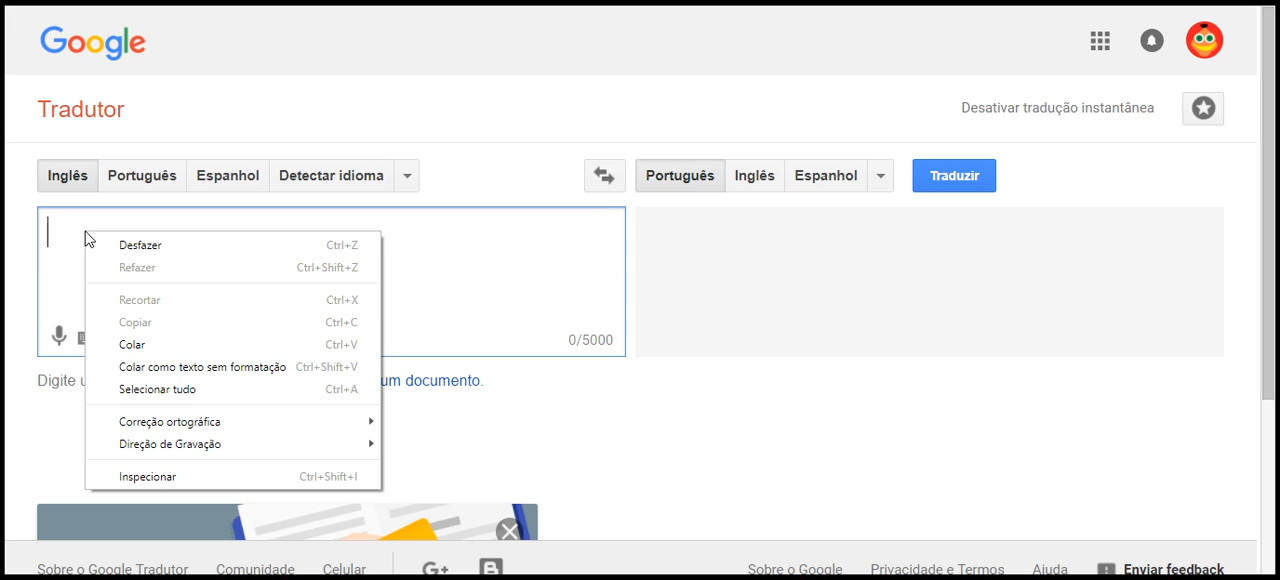 Google
Tradutor
Desativar tradução instantânea
Inglês Português Espanhol Detectar idioma
Português Inglês Espanhol Traduzir
Desfazer Ctrl+Z
Refazer Ctrl+Shift+Z
Recortar Ctrl+X
Copiar Ctrl+C
Colar Ctrl+V
Colar como texto sem formatação Ctrl+Shift+V
Selecionar tudo Ctrl+A
Correção ortográfica
Direção de Gravação
Inspecionar Ctrl+Shift+I
0/5000
Digite um documento.
Sobre o Google Tradutor Comunidade Celular G+ B
Sobre o Google Privacidade e Termos Ajuda Enviar feedback